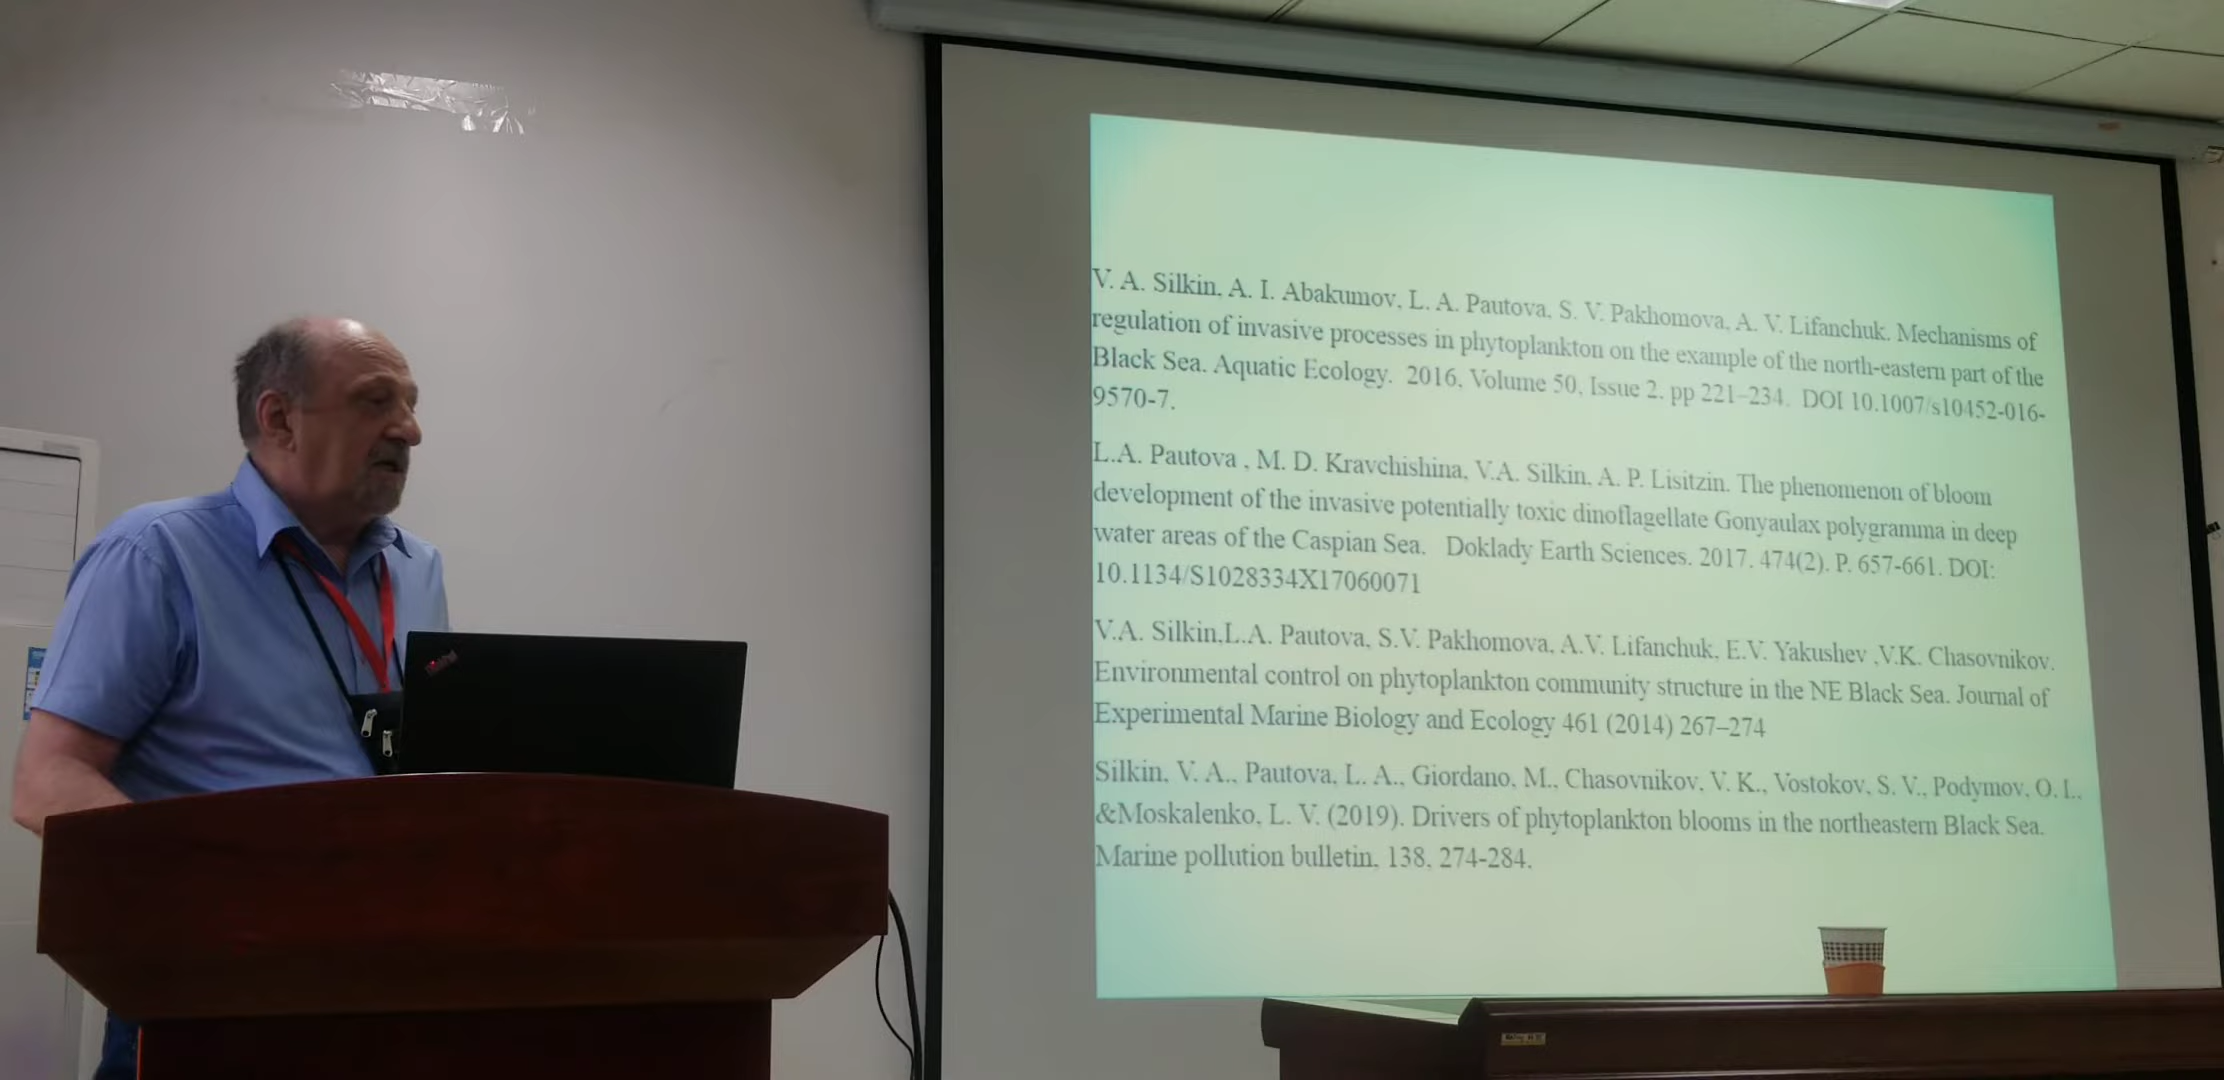 V. A. Silkin, A. I. Abakumov, L. A. Pautova, S. V. Pakhomova, A. V. Lifanchuk. Mechanisms of
regulation of invasive processes in phytoplankton on the example of the north-eastern part of the
Black Sea. Aquatic Ecology. 2016, Volume 50, Issue 2, pp 221–234. DOI 10.1007/s10452-016-
9570-7.
L.A. Pautova , M. D. Kravchishina, V.A. Silkin, A. P. Lisitzin. The phenomenon of bloom
development of the invasive potentially toxic dinoflagellate Gonyaulax polygramma in deep
water areas of the Caspian Sea. Doklady Earth Sciences. 2017. 474(2). P. 657-661. DOI:
10.1134/S1028334X17060071
V.A. Silkin,L.A. Pautova, S.V. Pakhomova, A.V. Lifanchuk, E.V. Yakushev ,V.K. Chasovnikov.
Environmental control on phytoplankton community structure in the NE Black Sea. Journal of
Experimental Marine Biology and Ecology 461 (2014) 267–274
Silkin, V. A., Pautova, L. A., Giordano, M., Chasovnikov, V. K., Vostokov, S. V., Podymov, O. I.,
&Moskalenko, L. V. (2019). Drivers of phytoplankton blooms in the northeastern Black Sea.
Marine pollution bulletin, 138, 274-284.